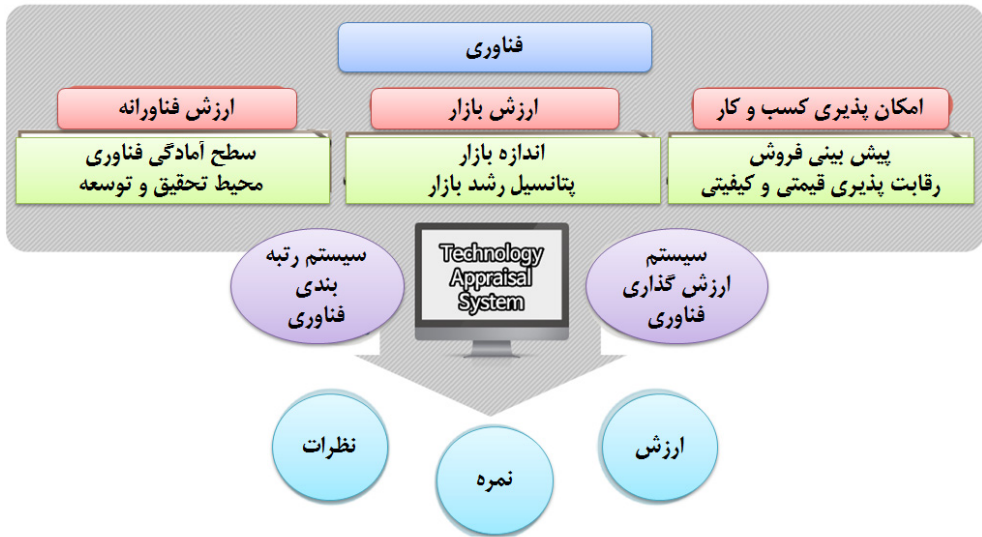 فناوری
امکان پذیری کسب و کار
ارزش بازار
ارزش فناورانه
پیش بینی فروش
رقابت پذیری قیمتی و کیفیتی
اندازه بازار
پتانسیل رشد بازار
سطح آمادگی فناوری
محیط تحقیق و توسعه
سیستم
ارزش گذاری
فناوری
Technology
Appraisal
System
سیستم رتبه
بندی
فناوری
ارزش
نمره
نظرات